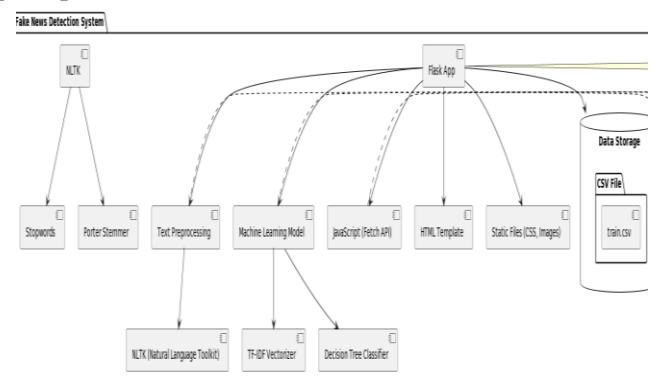 Fake News Detection System
NLTK
Flask App
Data Storage
CSV File
train.csv
Stopwords
Porter Stemmer
Text Preprocessing
Machine Learning Model
JavaScript (Fetch API)
HTML Template
Static Files (CSS, Images)
NLTK (Natural Language Toolkit)
TF-IDF Vectorizer
Decision Tree Classifier